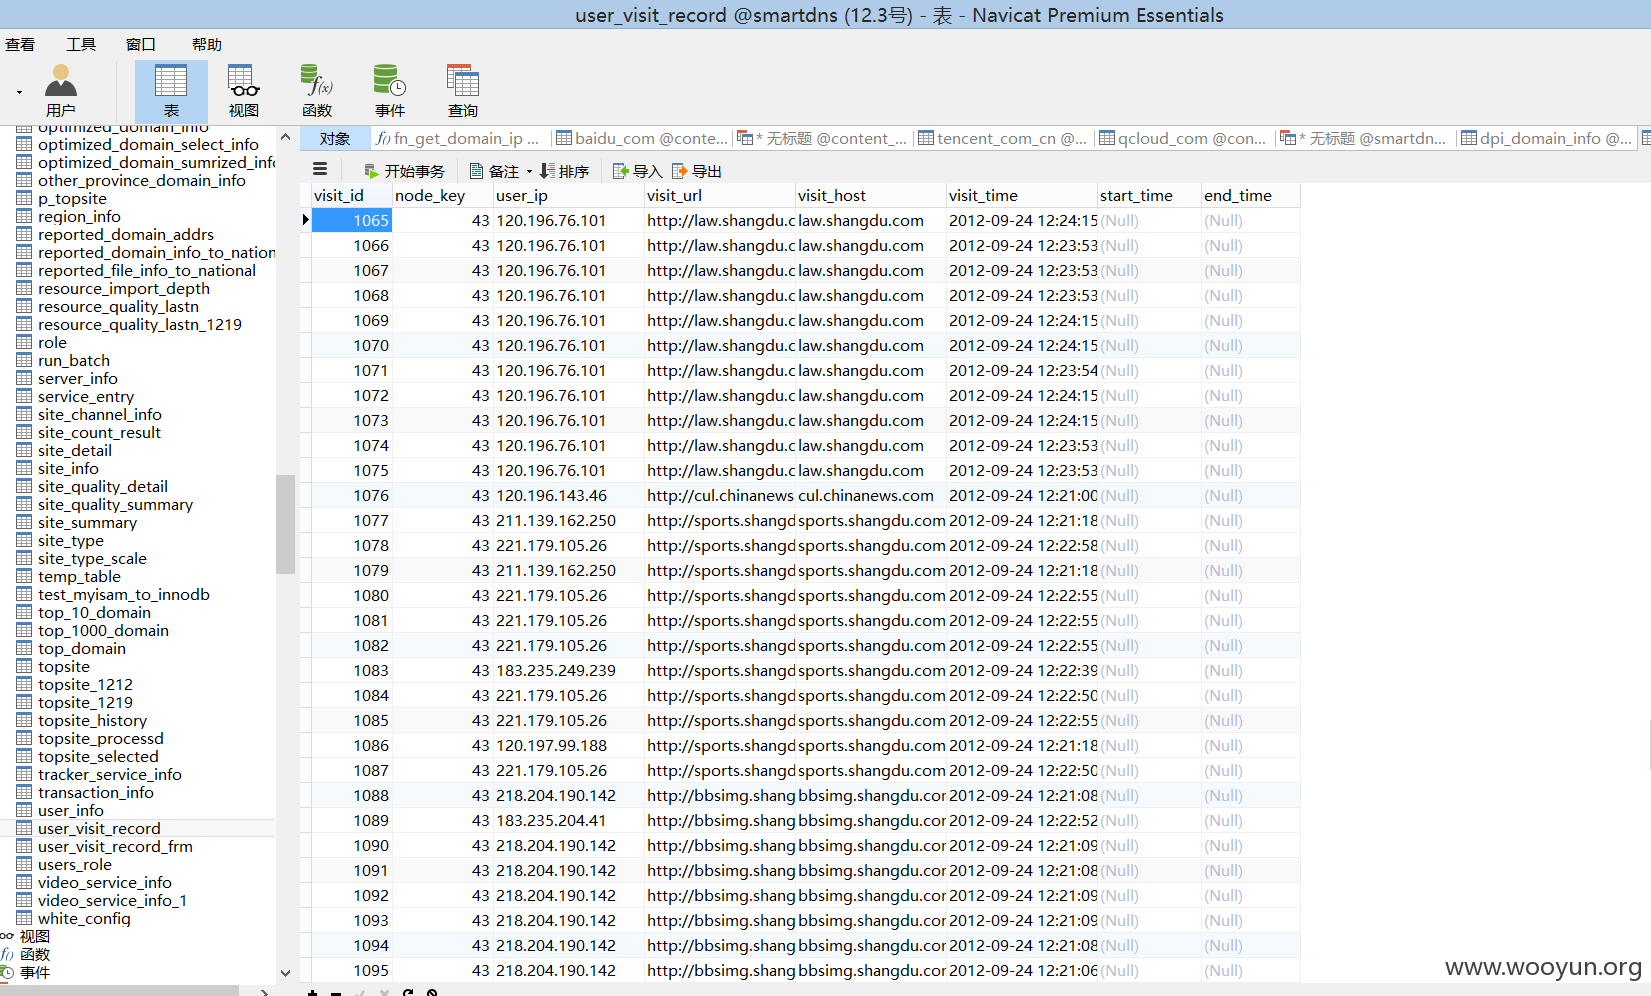 user_visit_record @smartdns (12.3号) - 表 - Navicat Premium Essentials
查看 工具 窗口 帮助
用户 表 视图 函数 事件 查询
对象 fn_get_domain_ip ... baidu_com @conte... * 无标题 @content_... tencent_com_cn @... qcloud_com @con... * 无标题 @smartdn... dpi_domain_info @...
开始事务 备注 排序 导入 导出
optimized_domain_info
optimized_domain_select_info
optimized_domain_sumrized_info
other_province_domain_info
p_topsite
region_info
reported_domain_addrs
reported_domain_info_to_nation
reported_file_info_to_national
resource_import_depth
resource_quality_lastn
resource_quality_lastn_1219
role
run_batch
server_info
service_entry
site_channel_info
site_count_result
site_detail
site_info
site_quality_detail
site_quality_summary
site_summary
site_type
site_type_scale
temp_table
test_myisam_to_innodb
top_10_domain
top_1000_domain
top_domain
topsite
topsite_1212
topsite_1219
topsite_history
topsite_processd
topsite_selected
tracker_service_info
transaction_info
user_info
user_visit_record
user_visit_record_frm
users_role
video_service_info
video_service_info_1
white_config
视图
函数
事件
visit_id node_key user_ip visit_url visit_host visit_time start_time end_time
1065 43 120.196.76.101 http://law.shangdu.c law.shangdu.com 2012-09-24 12:24:15 (Null) (Null)
1066 43 120.196.76.101 http://law.shangdu.c law.shangdu.com 2012-09-24 12:23:53 (Null) (Null)
1067 43 120.196.76.101 http://law.shangdu.c law.shangdu.com 2012-09-24 12:23:53 (Null) (Null)
1068 43 120.196.76.101 http://law.shangdu.c law.shangdu.com 2012-09-24 12:23:53 (Null) (Null)
1069 43 120.196.76.101 http://law.shangdu.c law.shangdu.com 2012-09-24 12:24:15 (Null) (Null)
1070 43 120.196.76.101 http://law.shangdu.c law.shangdu.com 2012-09-24 12:24:15 (Null) (Null)
1071 43 120.196.76.101 http://law.shangdu.c law.shangdu.com 2012-09-24 12:23:54 (Null) (Null)
1072 43 120.196.76.101 http://law.shangdu.c law.shangdu.com 2012-09-24 12:24:15 (Null) (Null)
1073 43 120.196.76.101 http://law.shangdu.c law.shangdu.com 2012-09-24 12:24:15 (Null) (Null)
1074 43 120.196.76.101 http://law.shangdu.c law.shangdu.com 2012-09-24 12:23:53 (Null) (Null)
1075 43 120.196.76.101 http://law.shangdu.c law.shangdu.com 2012-09-24 12:23:53 (Null) (Null)
1076 43 120.196.143.46 http://cul.chinanews cul.chinanews.com 2012-09-24 12:21:00 (Null) (Null)
1077 43 211.139.162.250 http://sports.shangd sports.shangdu.com 2012-09-24 12:21:18 (Null) (Null)
1078 43 221.179.105.26 http://sports.shangd sports.shangdu.com 2012-09-24 12:22:58 (Null) (Null)
1079 43 211.139.162.250 http://sports.shangd sports.shangdu.com 2012-09-24 12:21:18 (Null) (Null)
1080 43 221.179.105.26 http://sports.shangd sports.shangdu.com 2012-09-24 12:22:55 (Null) (Null)
1081 43 221.179.105.26 http://sports.shangd sports.shangdu.com 2012-09-24 12:22:55 (Null) (Null)
1082 43 221.179.105.26 http://sports.shangd sports.shangdu.com 2012-09-24 12:22:55 (Null) (Null)
1083 43 183.235.249.239 http://sports.shangd sports.shangdu.com 2012-09-24 12:22:39 (Null) (Null)
1084 43 221.179.105.26 http://sports.shangd sports.shangdu.com 2012-09-24 12:22:50 (Null) (Null)
1085 43 221.179.105.26 http://sports.shangd sports.shangdu.com 2012-09-24 12:22:55 (Null) (Null)
1086 43 120.197.99.188 http://sports.shangd sports.shangdu.com 2012-09-24 12:21:18 (Null) (Null)
1087 43 221.179.105.26 http://sports.shangd sports.shangdu.com 2012-09-24 12:22:50 (Null) (Null)
1088 43 218.204.190.142 http://bbsimg.shang bbsimg.shangdu.cor 2012-09-24 12:21:08 (Null) (Null)
1089 43 183.235.204.41 http://bbsimg.shang bbsimg.shangdu.cor 2012-09-24 12:22:52 (Null) (Null)
1090 43 218.204.190.142 http://bbsimg.shang bbsimg.shangdu.cor 2012-09-24 12:21:09 (Null) (Null)
1091 43 218.204.190.142 http://bbsimg.shang bbsimg.shangdu.cor 2012-09-24 12:21:08 (Null) (Null)
1092 43 218.204.190.142 http://bbsimg.shang bbsimg.shangdu.cor 2012-09-24 12:21:09 (Null) (Null)
1093 43 218.204.190.142 http://bbsimg.shang bbsimg.shangdu.cor 2012-09-24 12:21:09 (Null) (Null)
1094 43 218.204.190.142 http://bbsimg.shang bbsimg.shangdu.cor 2012-09-24 12:21:08 (Null) (Null)
1095 43 218.204.190.142 http://bbsimg.shang bbsimg.shangdu.cor 2012-09-24 12:21:06 (Null) (Null)
www.wooyun.org